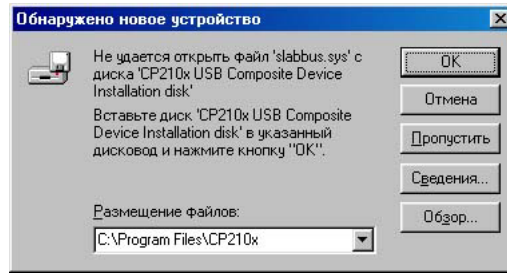 Обнаружено новое устройство
Не удается открыть файл 'slabbus.sys' с
диска 'CP210x USB Composite Device
Installation disk'
Вставьте диск 'CP210x USB Composite
Device Installation disk' в указанный
дисковод и нажмите кнопку "OK".
Размещение файлов:
C:\Program Files\CP210x
OK
Отмена
Пропустить
Сведения...
Обзор...